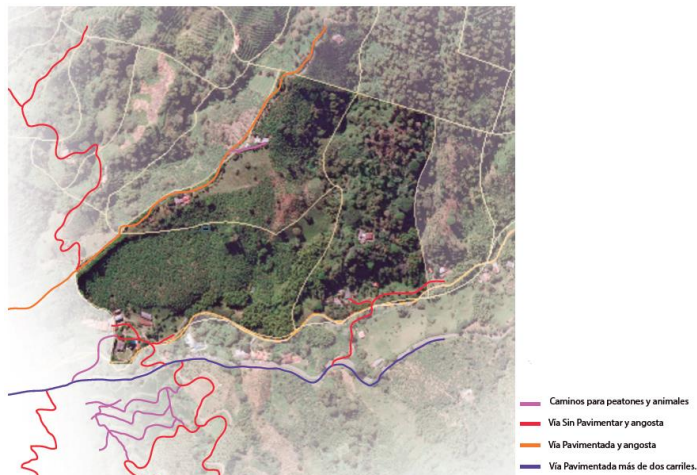 Caminos para peatones y animales
Vía Sin Pavimentar y angosta
Vía Pavimentada y angosta
Vía Pavimentada más de dos carriles.